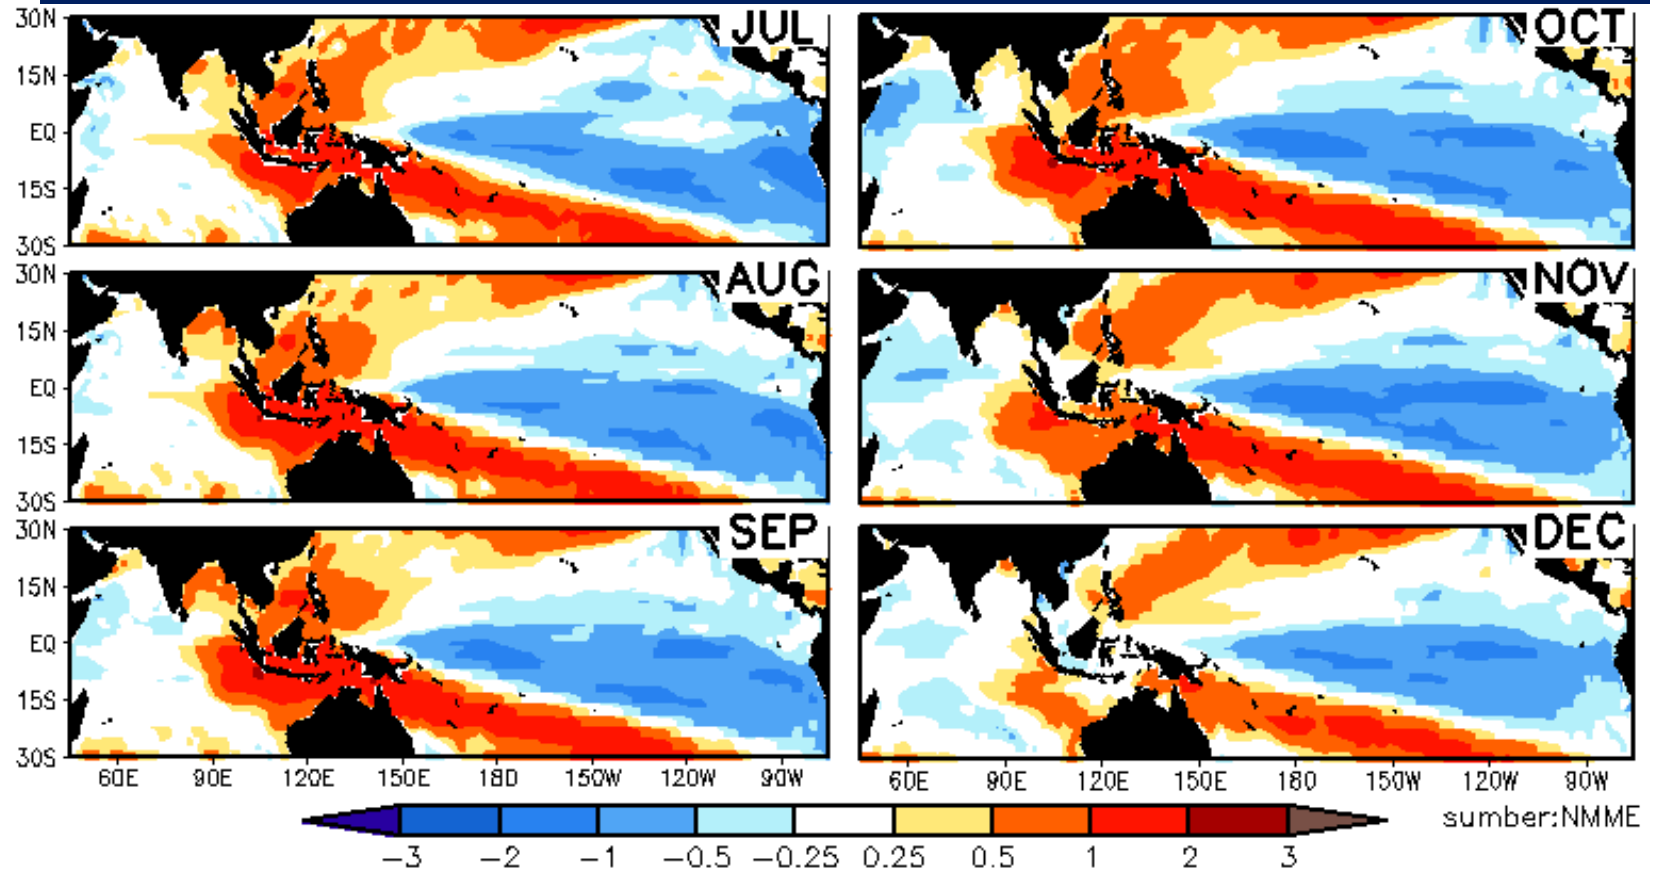 30N
15N
EQ
15S
30S
JUL
OCT
30N
15N
EQ
15S
30S
AUG
NOV
30N
15N
EQ
15S
30S
SEP
DEC
60E 90E 120E 150E 180 150W 120W 90W
60E 90E 120E 150E 180 150W 120W 90W
-3 -2 -1 -0.5 -0.25 0.25 0.5 1 2 3
sumber:NMME